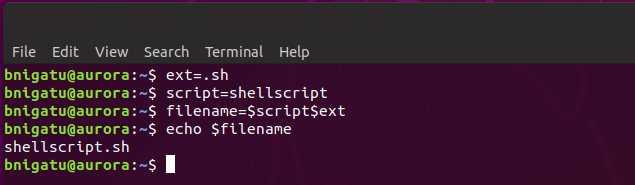 File Edit View Search Terminal Help
bnigatu@aurora:~$ ext=.sh
bnigatu@aurora:~$ script=shellscript
bnigatu@aurora:~$ filename=$script$ext
bnigatu@aurora:~$ echo $filename
shellscript.sh
bnigatu@aurora:~$